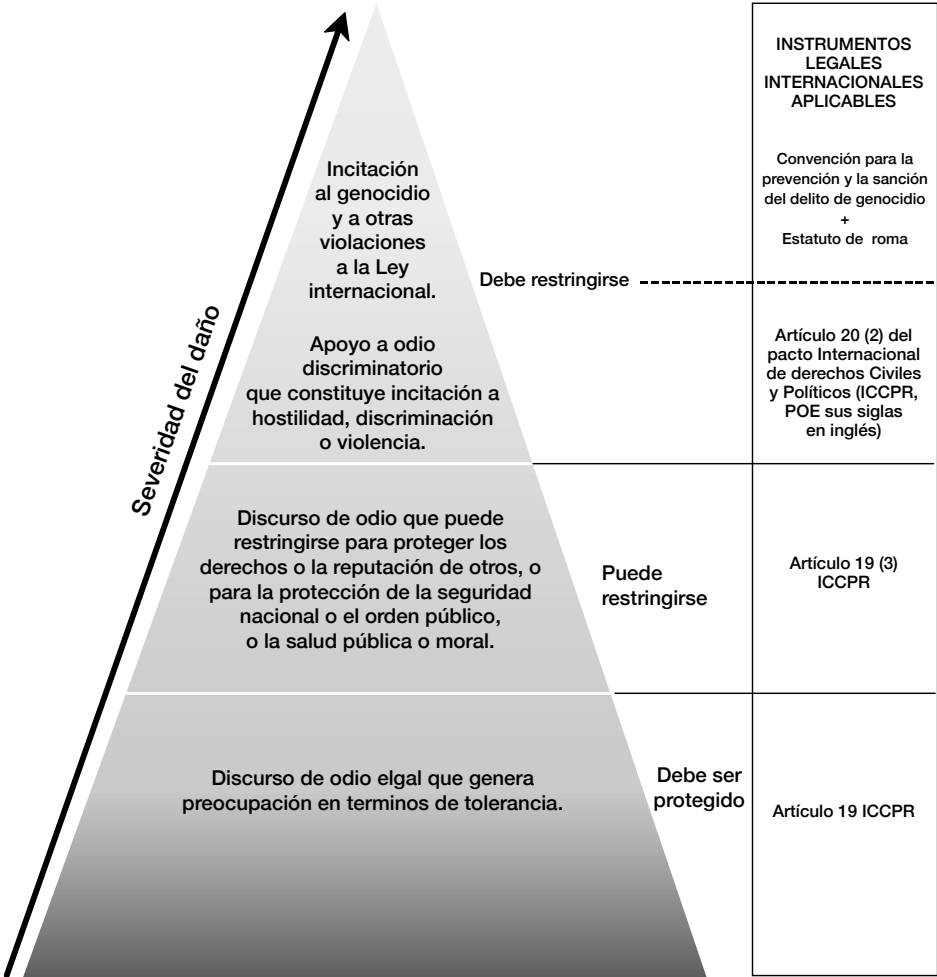 INSTRUMENTOS
LEGALES
INTERNACIONALES
APLICABLES
Incitación
al genocidio
y a otras
violaciones
a la Ley
internacional.
Convención para la
prevención y la sanción
del delito de genocidio
+
Estatuto de roma
Debe restringirse
Severidad del daño
Apoyo a odio
discriminatorio
que constituye incitación a
hostilidad, discriminación
o violencia.
Artículo 20 (2) del
pacto Internacional
de derechos Civiles
y Políticos (ICCPR,
POE sus siglas
en inglés)
Discurso de odio que puede
restringirse para proteger los
derechos o la reputación de otros, o
para la protección de la seguridad
nacional o el orden público,
o la salud pública o moral.
Puede
restringirse
Artículo 19 (3)
ICCPR
Discurso de odio elgal que genera
preocupación en terminos de tolerancia.
Debe ser
protegido
Artículo 19 ICCPR